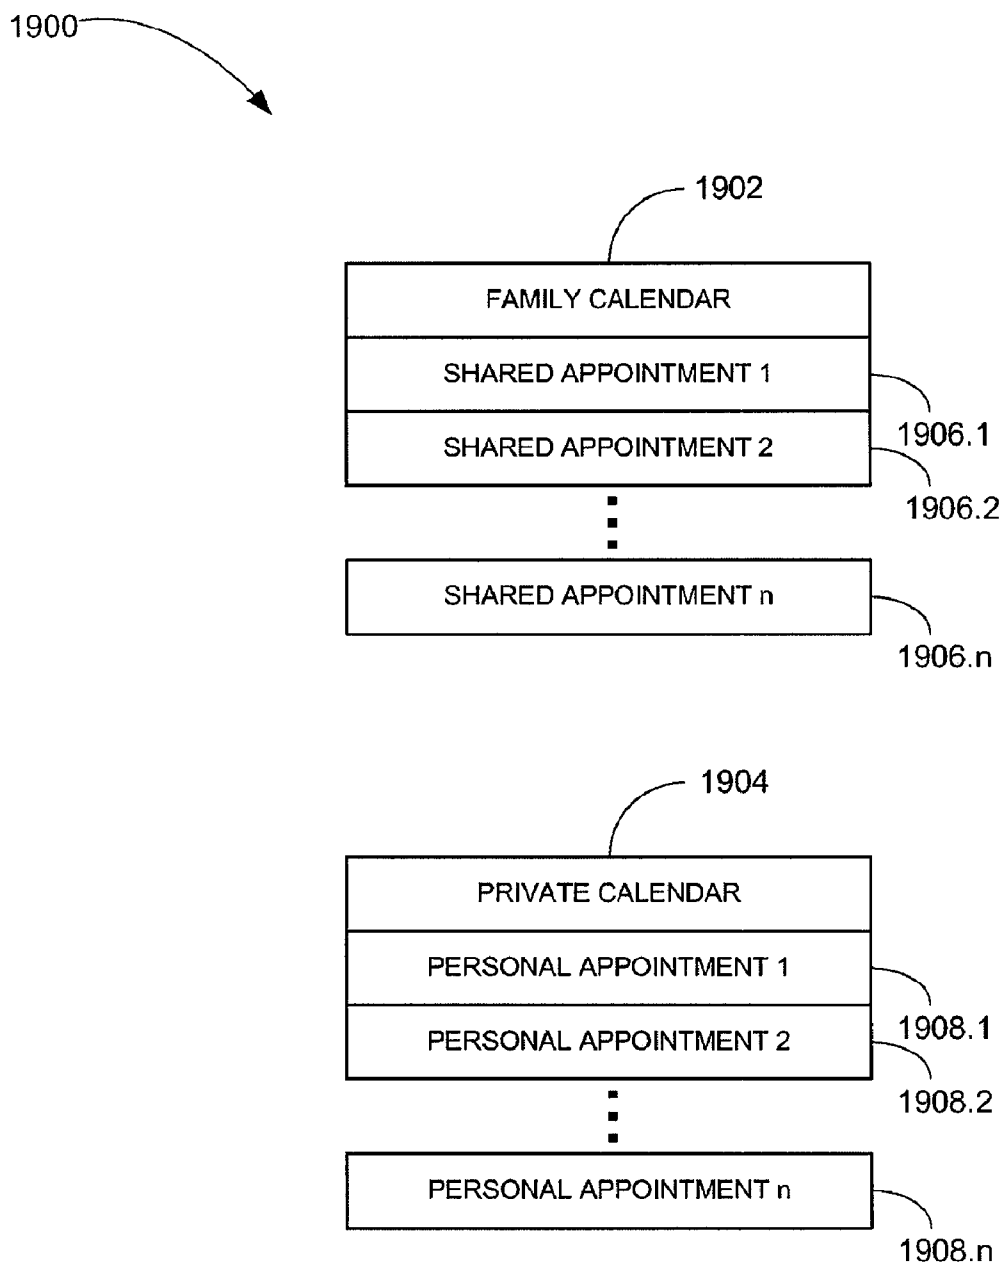 1900
1902
FAMILY CALENDAR
SHARED APPOINTMENT 1
1906.1
SHARED APPOINTMENT 2
1906.2
SHARED APPOINTMENT n
1906.n
1904
PRIVATE CALENDAR
PERSONAL APPOINTMENT 1
1908.1
PERSONAL APPOINTMENT 2
1908.2
PERSONAL APPOINTMENT n
1908.n